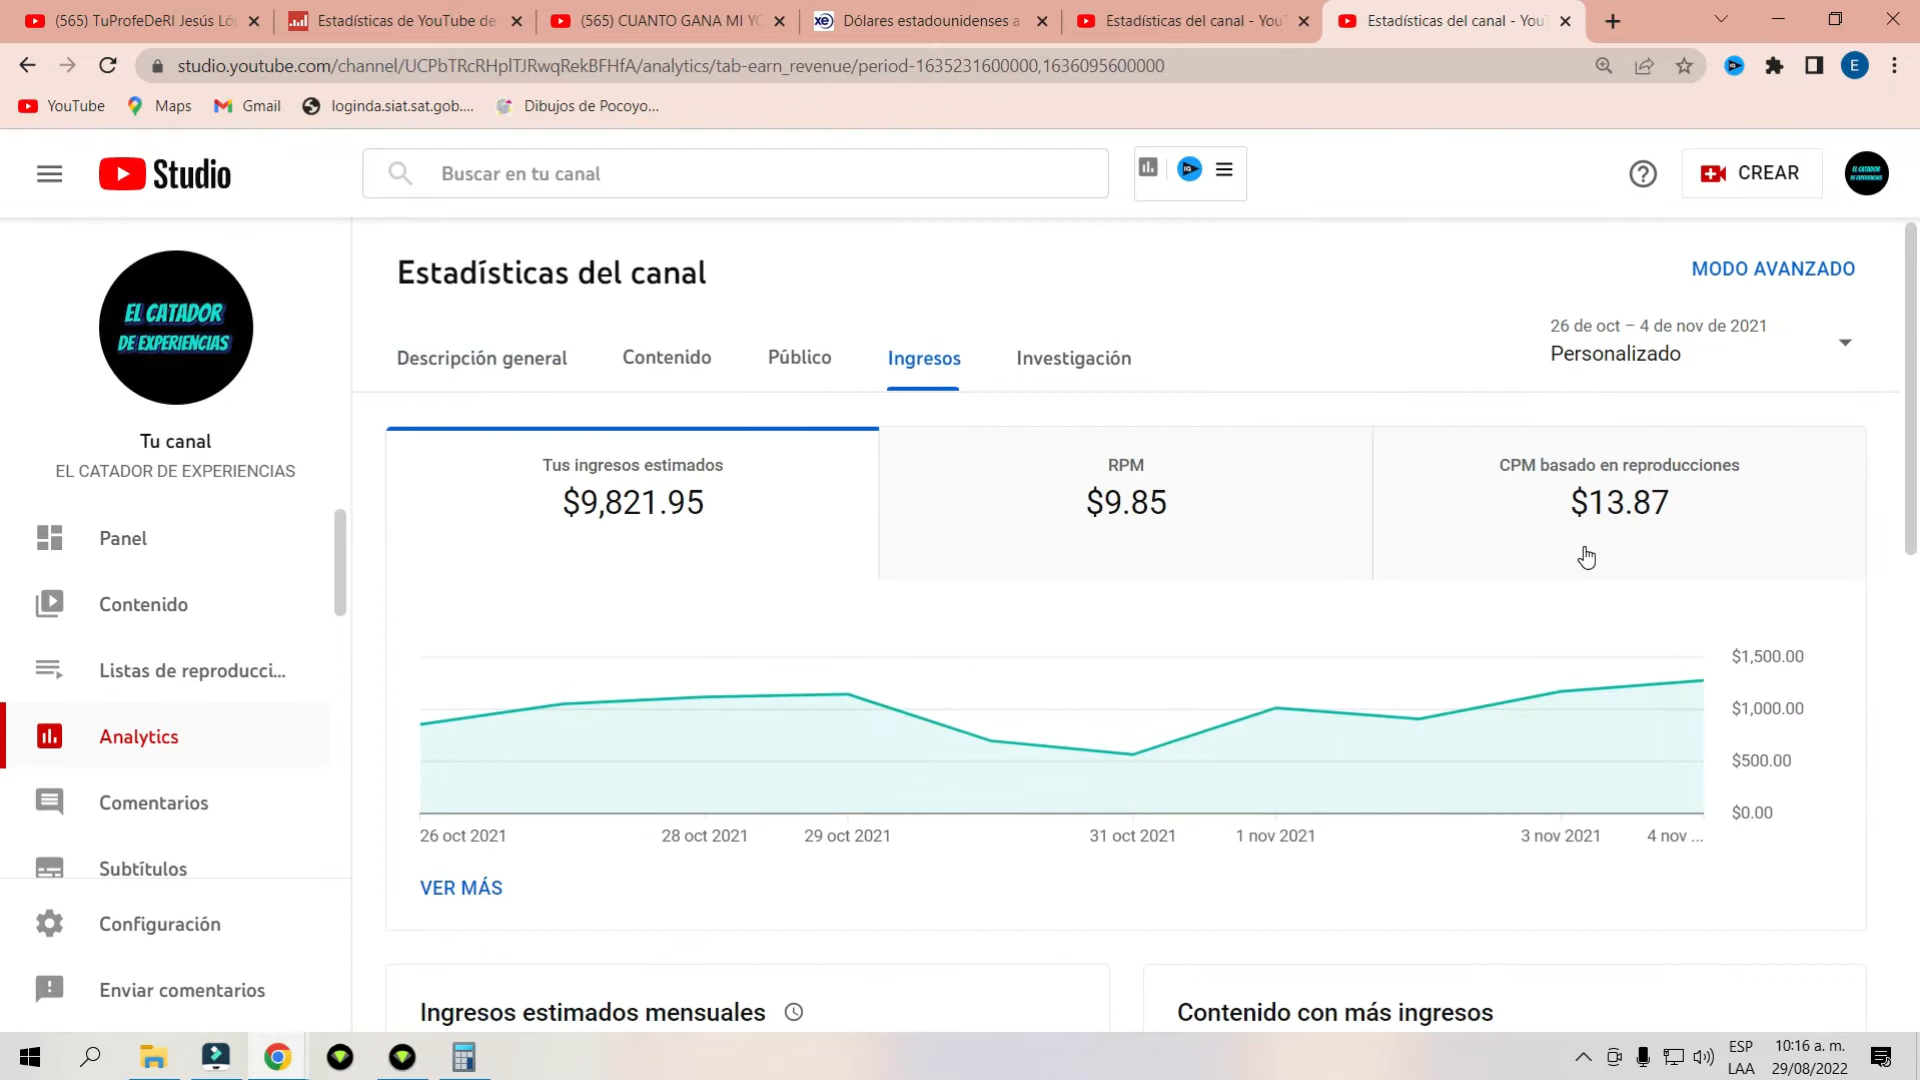 (565) TuProfeDeRI Jesús Ló
Estadísticas de YouTube de
(565) CUANTO GANA MI YO
Dólares estadounidenses a
Estadísticas del canal - You
Estadísticas del canal - You
studio.youtube.com/channel/UCPbTRcRHplTJRwqRekBFHfA/analytics/tab-earn_revenue/period-1635231600000,1636095600000
E
YouTube
Maps
Gmail
loginda.siat.sat.gob....
Dibujos de Pocoyo...
Studio
Buscar en tu canal
CREAR
EL CATADOR
DE EXPERIENCIAS
Tu canal
EL CATADOR DE EXPERIENCIAS
Panel
Contenido
Listas de reproducci...
Analytics
Comentarios
Subtítulos
Configuración
Enviar comentarios
Estadísticas del canal
MODO AVANZADO
Descripción general
Contenido
Público
Ingresos
Investigación
26 de oct – 4 de nov de 2021
Personalizado
Tus ingresos estimados
$9,821.95
RPM
$9.85
CPM basado en reproducciones
$13.87
$1,500.00
$1,000.00
$500.00
$0.00
26 oct 2021
28 oct 2021
29 oct 2021
31 oct 2021
1 nov 2021
3 nov 2021
4 nov ...
VER MÁS
Ingresos estimados mensuales
Contenido con más ingresos
ESP
LAA
10:16 a. m.
29/08/2022